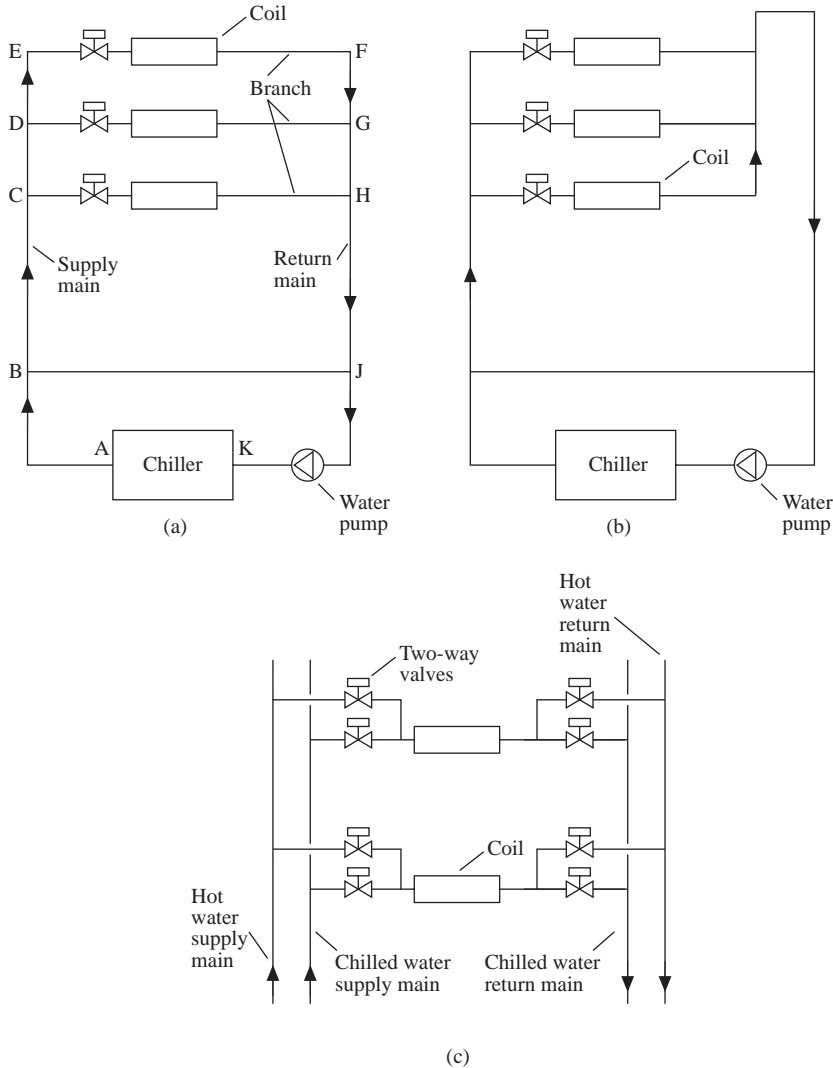 Coil
E
F
Branch
D
G
C
H
Supply
main
Return
main
B
J
A
K
Chiller
Water
pump
(a)
Coil
Chiller
Water
pump
(b)
Hot
water
return
main
Two-way
valves
Coil
Hot
water
supply
main
Chilled water
supply main
Chilled water
return main
(c)